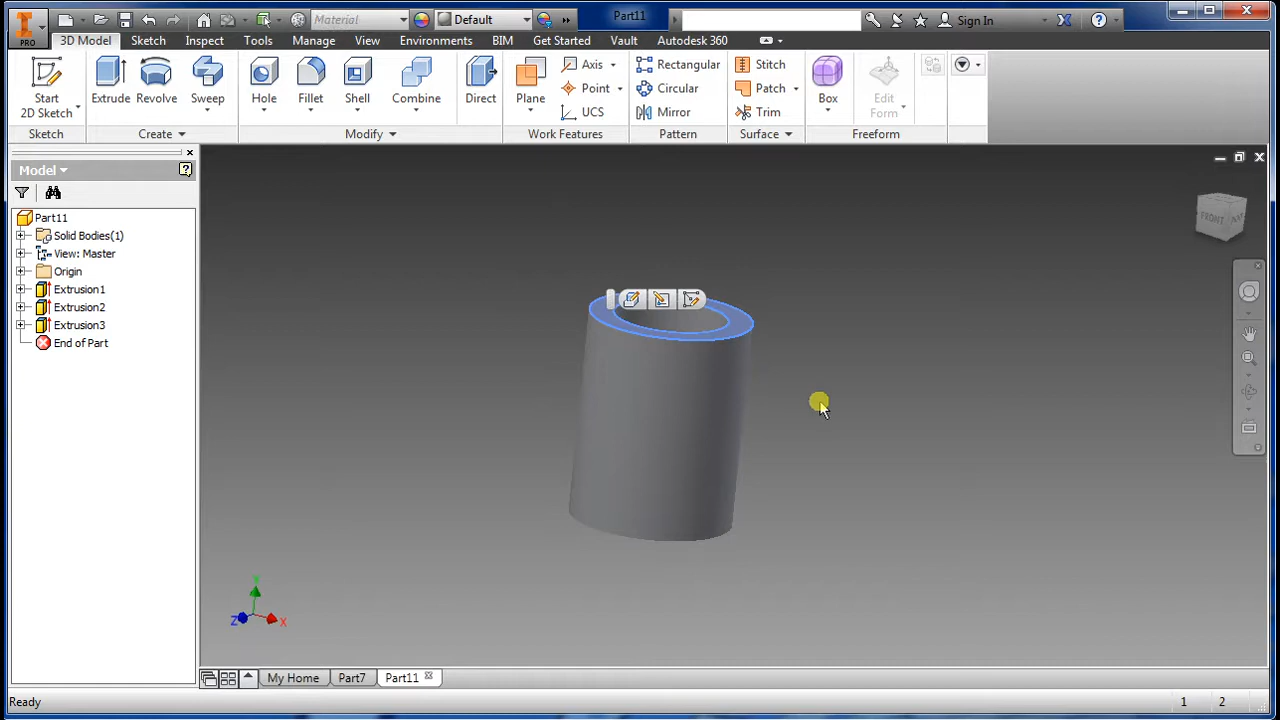 Material
Default
Part11
Sign In
PRO
3D Model Sketch Inspect Tools Manage View Environments BIM Get Started Vault Autodesk 360
Start
2D Sketch
Extrude
Revolve
Sweep
Hole
Fillet
Shell
Combine
Direct
Plane
Axis
Point
UCS
Rectangular
Circular
Mirror
Stitch
Patch
Trim
Box
Edit
Form
Sketch
Create
Modify
Work Features
Pattern
Surface
Freeform
Model
Part11
Solid Bodies(1)
View: Master
Origin
Extrusion1
Extrusion2
Extrusion3
End of Part
FRONT
Y
Z
X
My Home
Part7
Part11
Ready
1
2